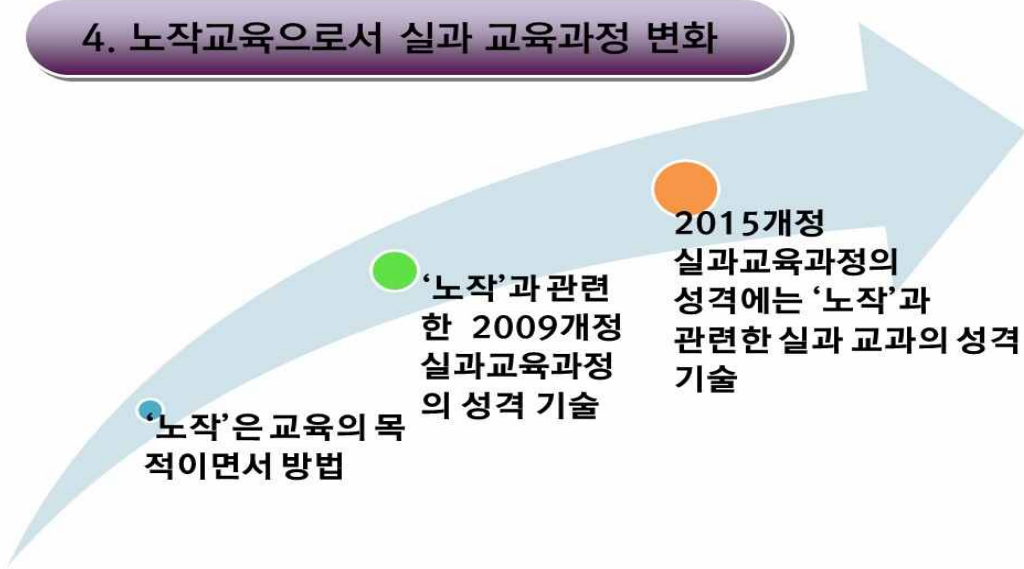 4. 노작교육으로서 실과 교육과정 변화
'노작'은 교육의 목
적이면서 방법
'노작'과 관련
한 2009개정
실과교육과정
의 성격 기술
2015개정
실과교육과정의
성격에는 '노작'과
관련한 실과 교과의 성격
기술